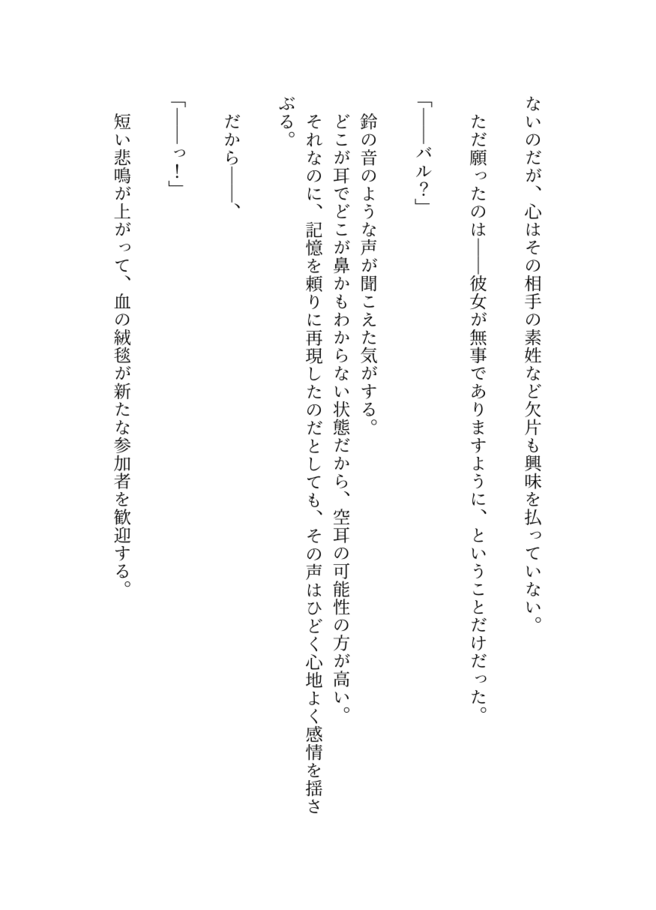 ないのだが、心はその相手の素姓など欠片も興味を払っていない。
ただ願ったのは――彼女が無事でありますように、ということだけだった。
「――バル？」
鈴の音のような声が聞こえた気がする。
どこが耳でどこが鼻かもわからない状態だから、空耳の可能性の方が高い。
それなのに、記憶を頼りに再現したのだとしても、その声はひどく心地よく感情を揺さ
ぶる。
だから――、
「――っ！」
短い悲鳴が上がって、血の絨毯が新たな参加者を歓迎する。